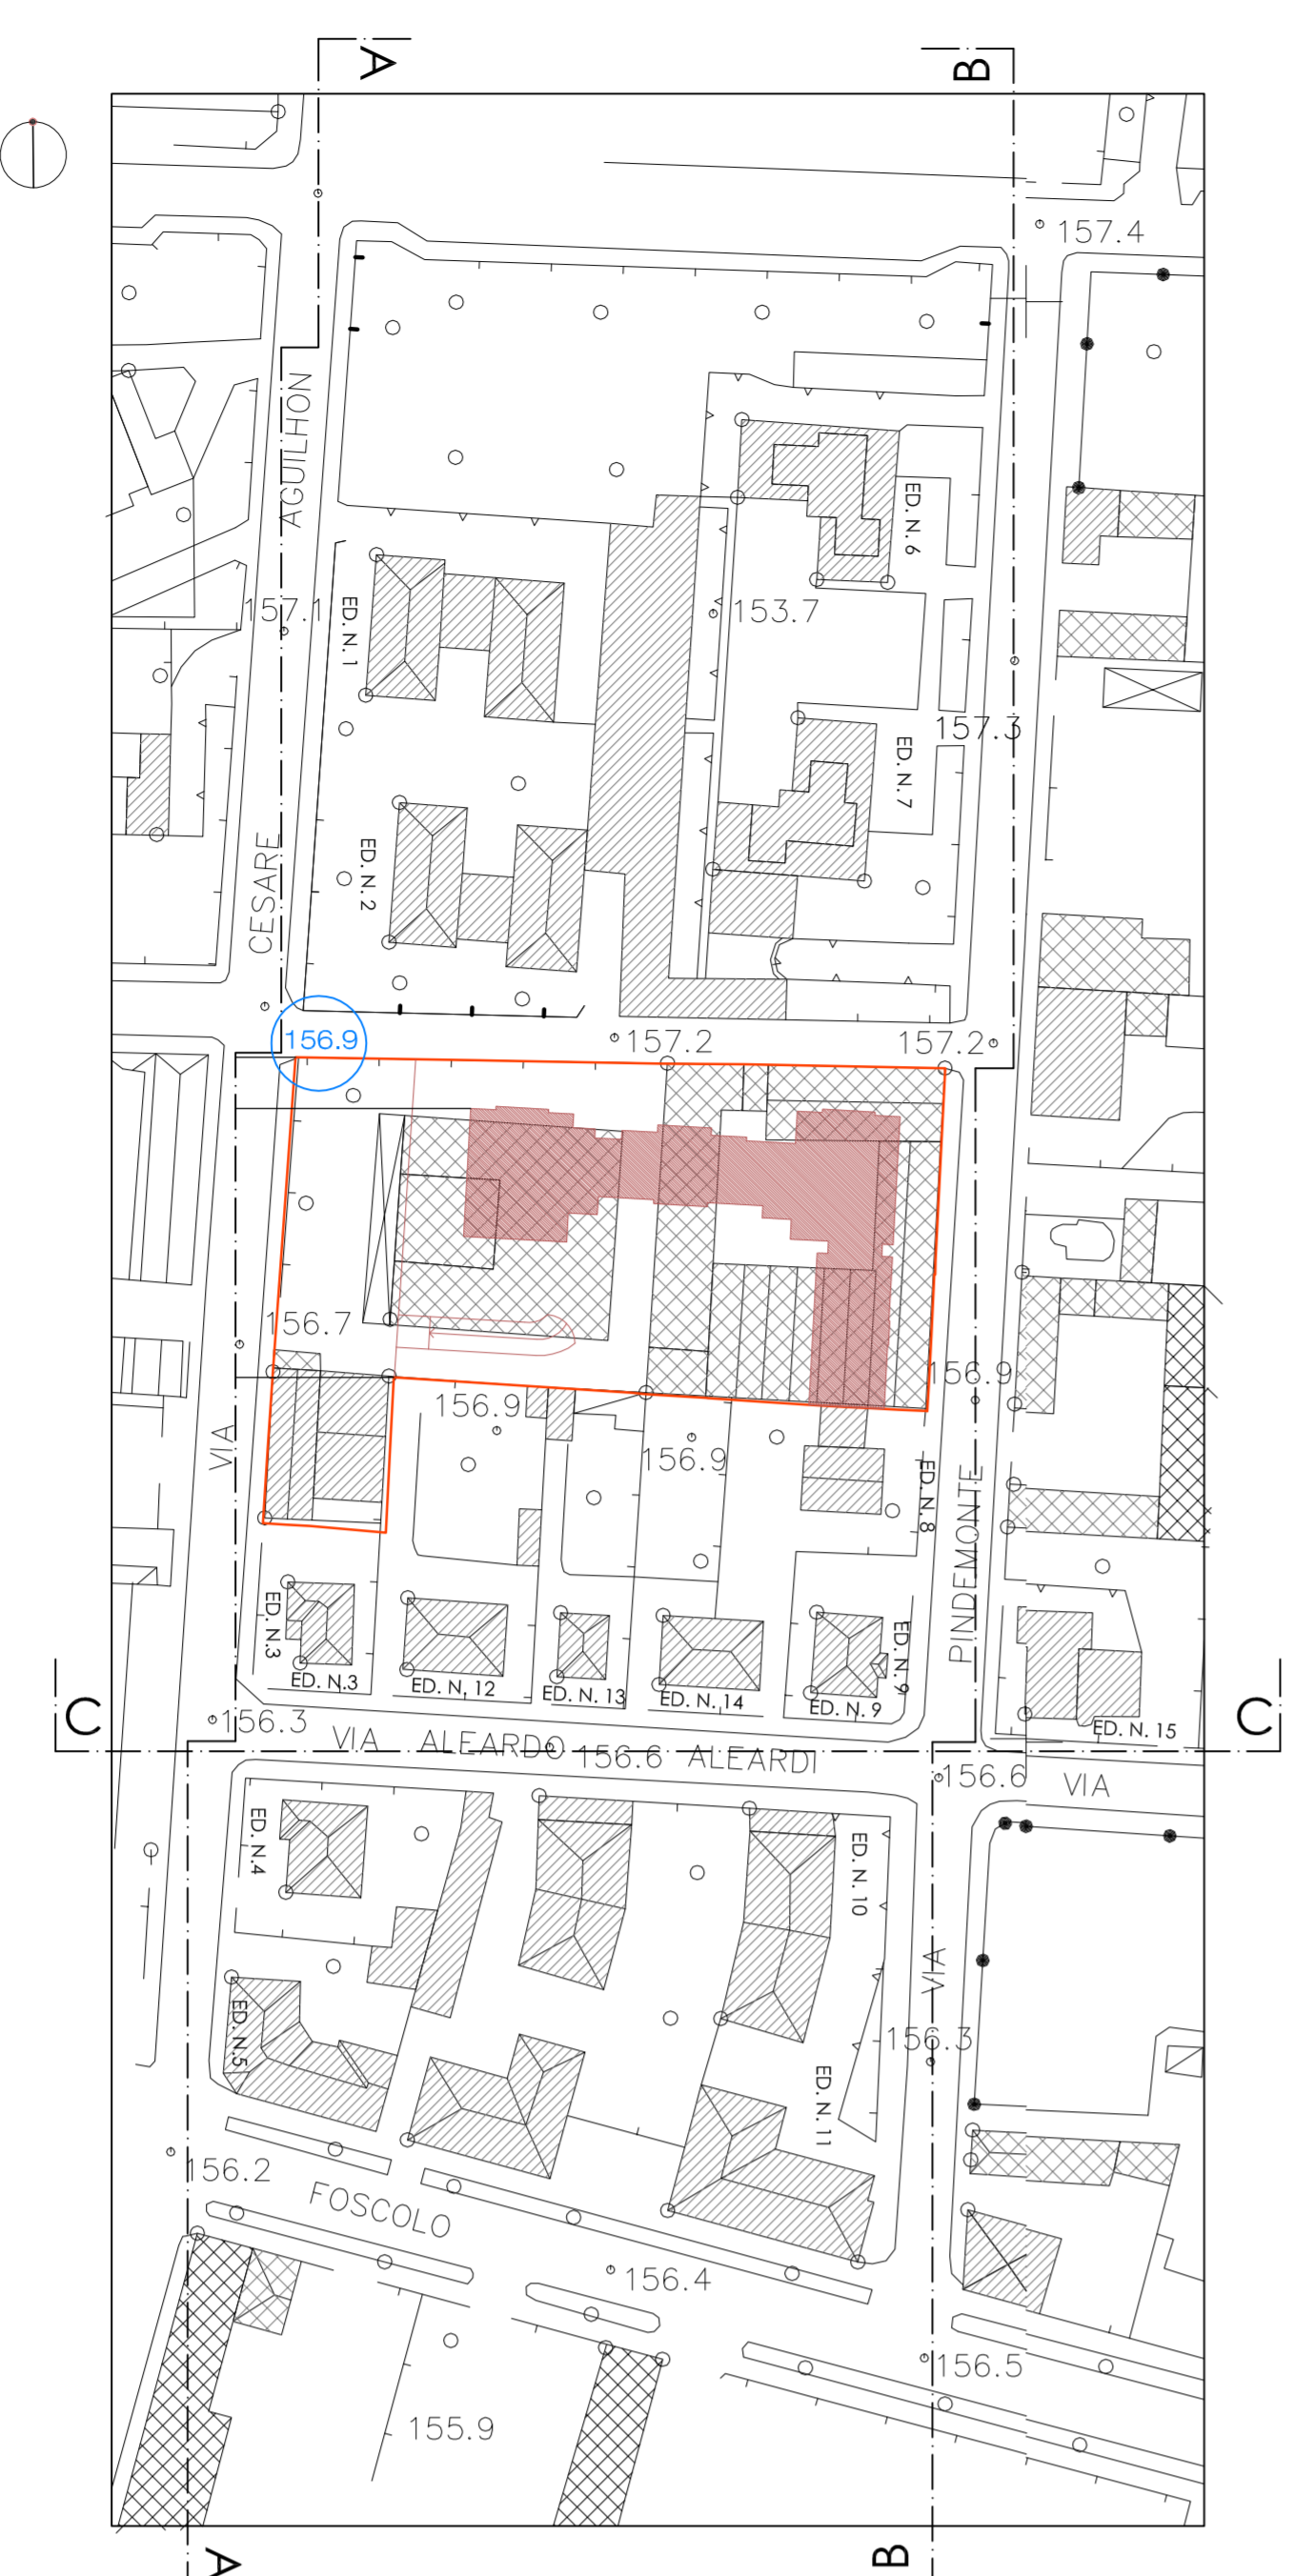 A
B
157.4
AGUILHON
ED. N. 6
157.1
ED. N.1
153.7
157.3
ED. N.7
CESARE
ED. N. 2
156.9
157.2
157.2
156.7
156.9
156.9
156.9
VIA
ED. N. 8
PINDEMONTE
ED. N.3
ED. N.3
ED. N, 12
ED. N. 13
ED. N. 14
ED. N. 9
ED. N. 9
ED. N. 15
C
C
156.3
VIA ALEARDO 156.6 ALEARDI
156.6
VIA
ED. N.4
ED. N. 10
VIA
ED. N.5
156.3
ED. N. 11
156.2
FOSCOLO
156.4
156.5
155.9
A
B